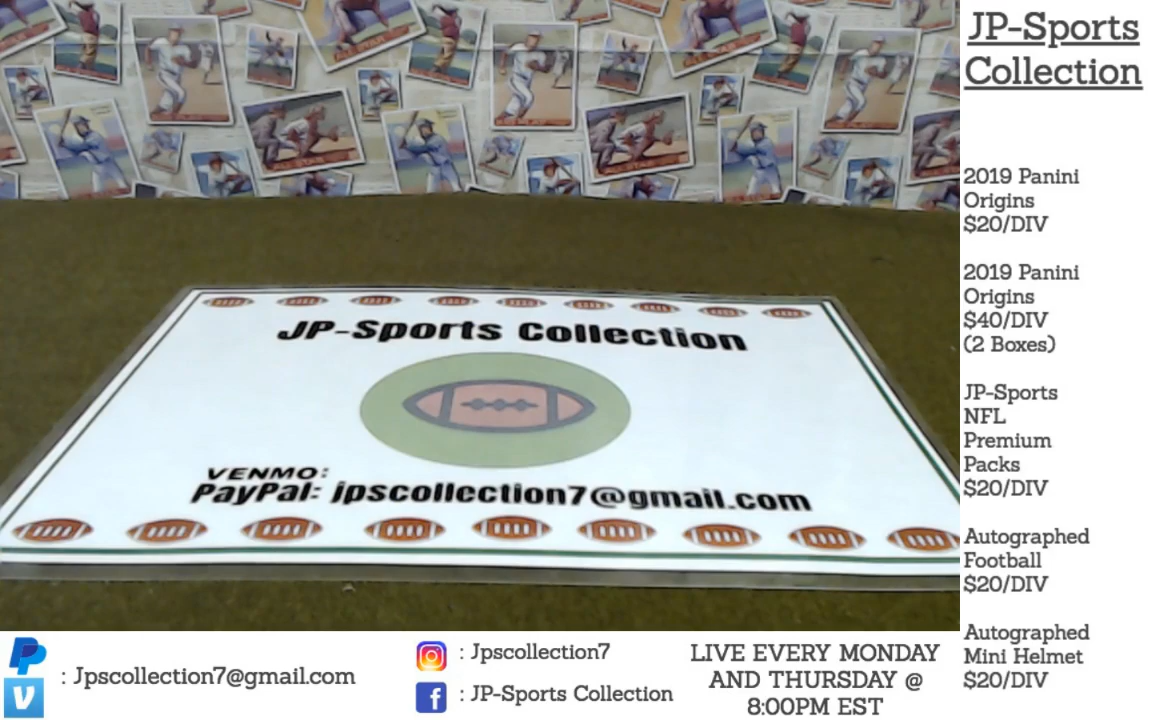 JP-Sports
Collection
2019 Panini
Origins
$20/DIV
2019 Panini
Origins
$40/DIV
(2 Boxes)
JP-Sports
NFL
Premium
Packs
$20/DIV
Autographed
Football
$20/DIV
Autographed
Mini Helmet
$20/DIV
JP-Sports Collection
VENMO:
PayPal: jpscollection7@gmail.com
: Jpscollection7@gmail.com
: Jpscollection7
: JP-Sports Collection
LIVE EVERY MONDAY
AND THURSDAY @
8:00PM EST